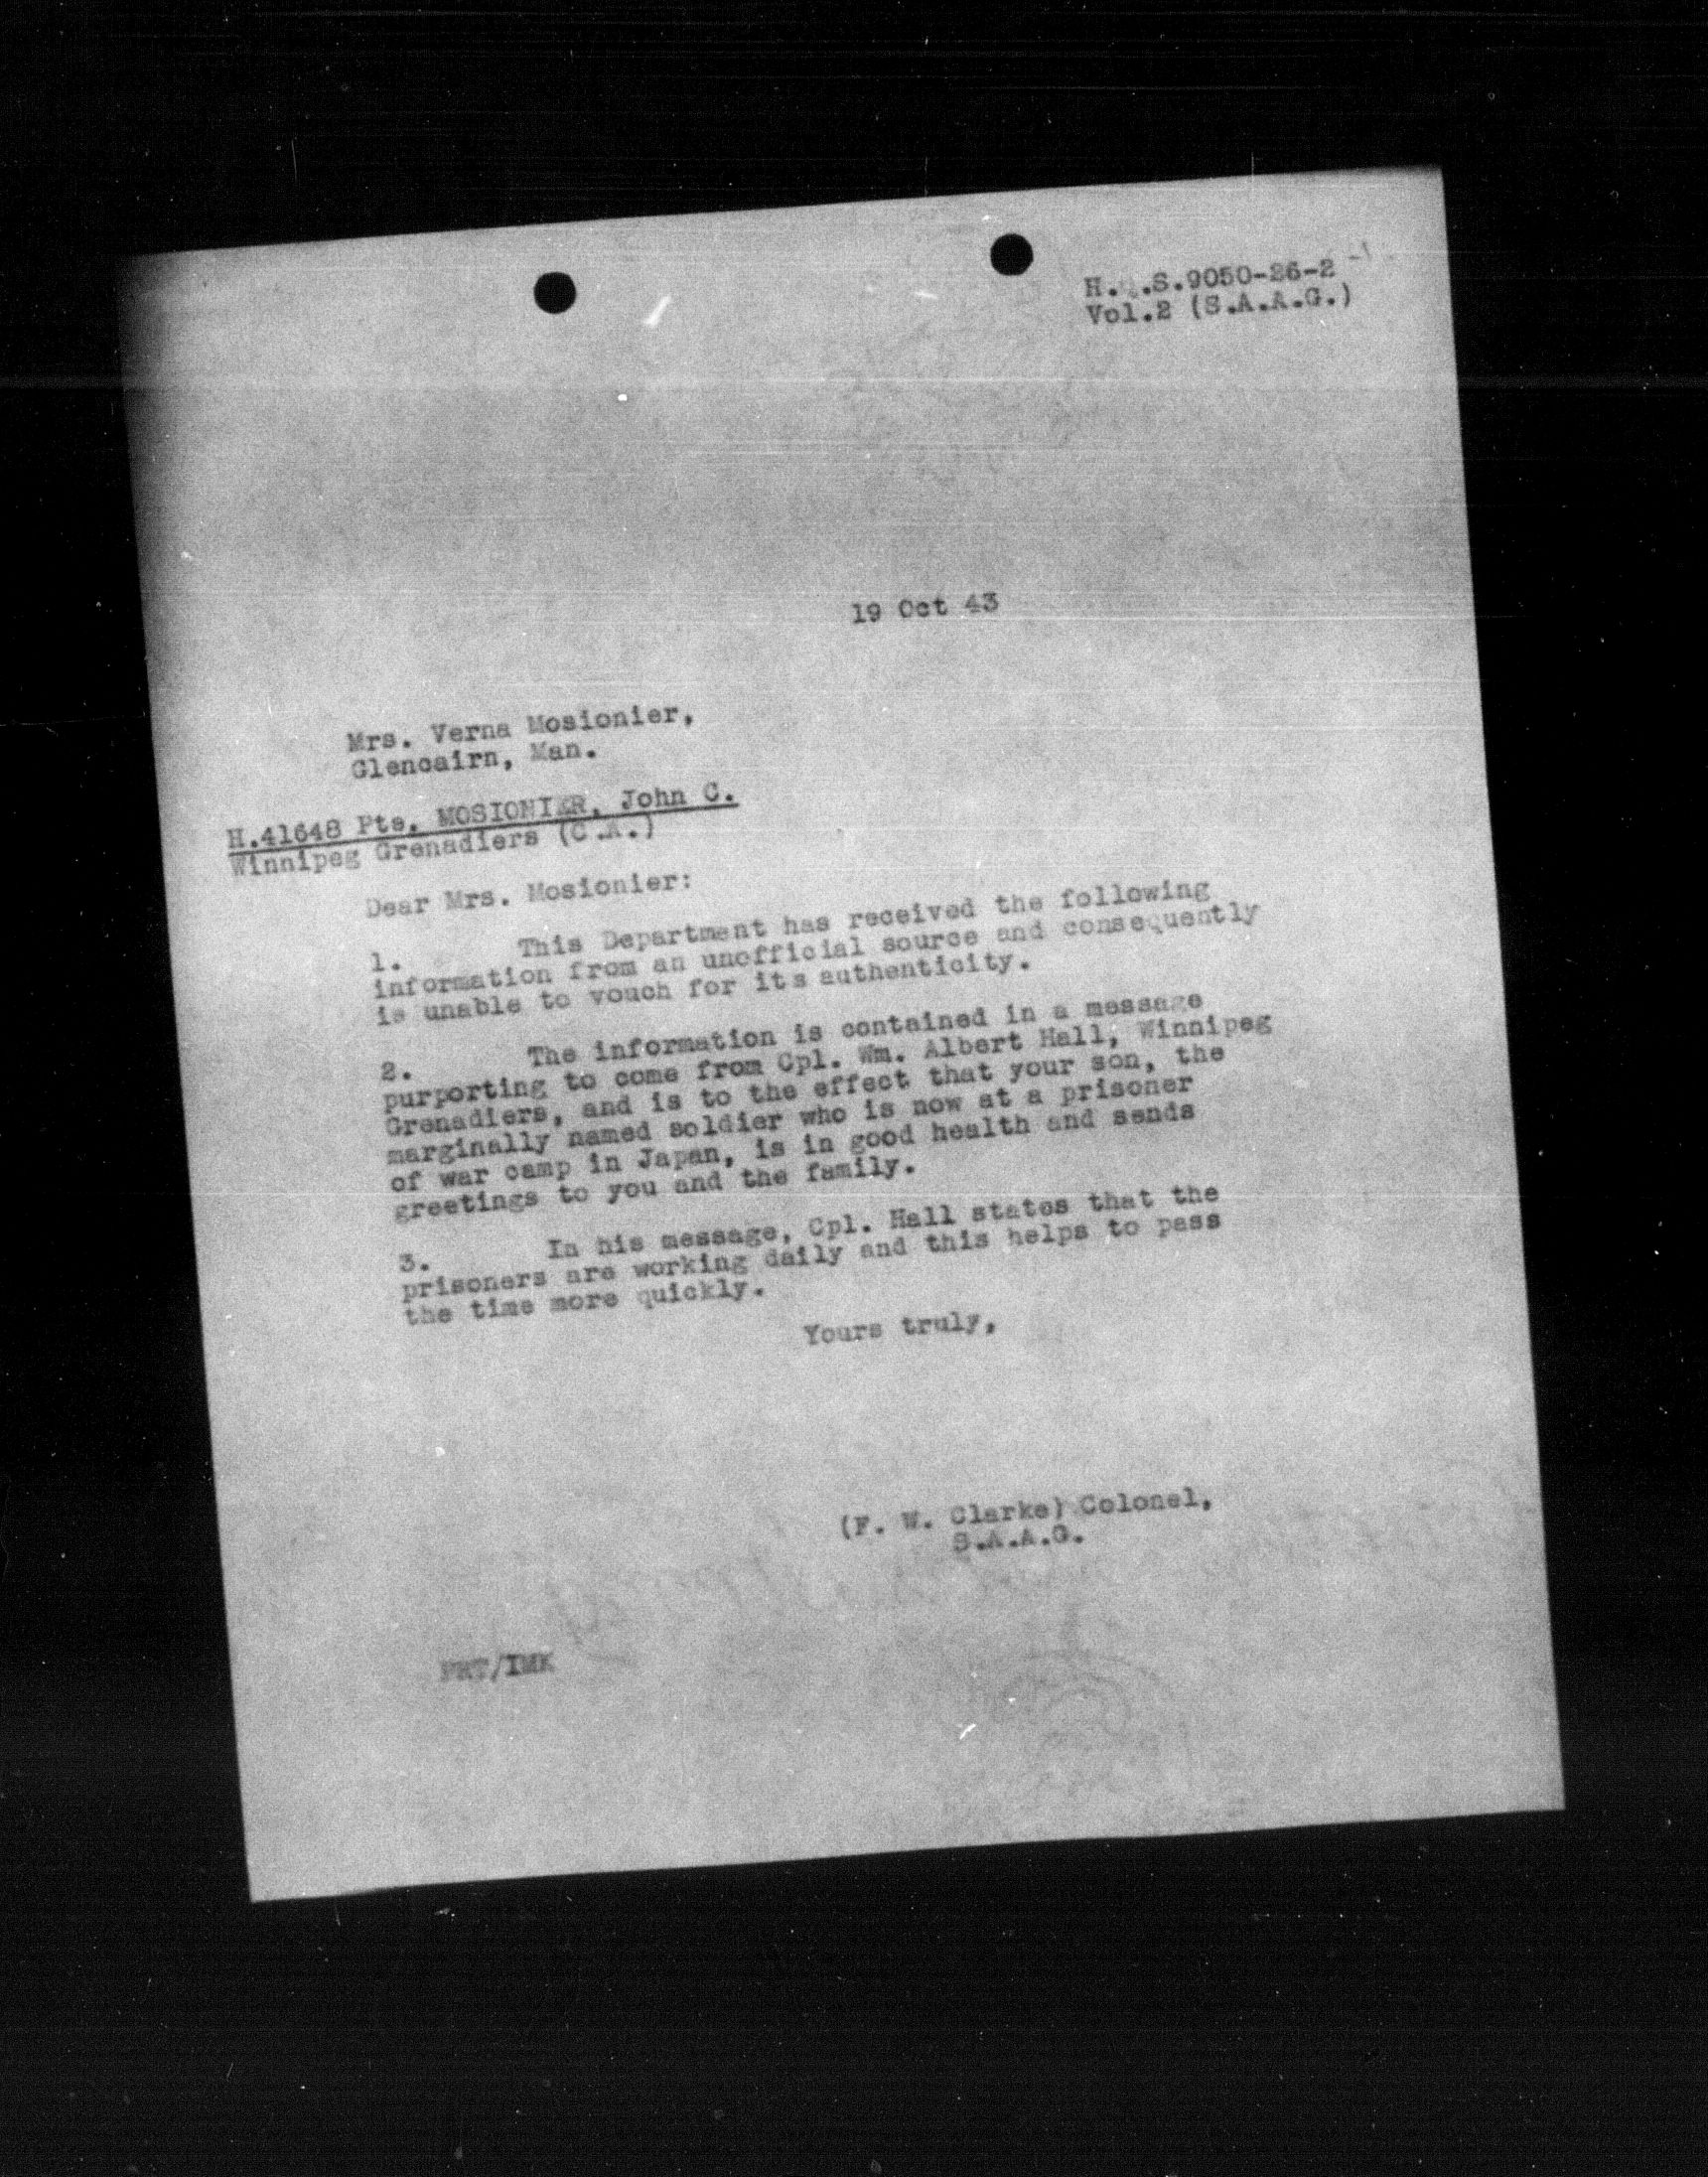 H. .S.9050-26-2
Vol.2 (S.A.A.G.)
19 Oct 43
Mrs. Verna Mosionier,
Glencairn, Man.
H.41648 Pte. MOSIONIER, John C.
Winnipeg Grenadiers (C.A.)
Dear Mrs. Mosionier:
1. This Department has received the following
information from an unofficial source and consequently
is unable to vouch for its authenticity.
2. The information is contained in a message
purporting to come from Cpl. Wm. Albert Hall, Winnipeg
Grenadiers, and is to the effect that your son, the
marginally named soldier who is now at a prisoner
of war camp in Japan, is in good health and sends
greetings to you and the family.
3. In his message, Cpl. Hall states that the
prisoners are working daily and this helps to pass
the time more quickly.
Yours truly,
(F. W. Clarke) Colonel,
S.A.A.G.
/IMK